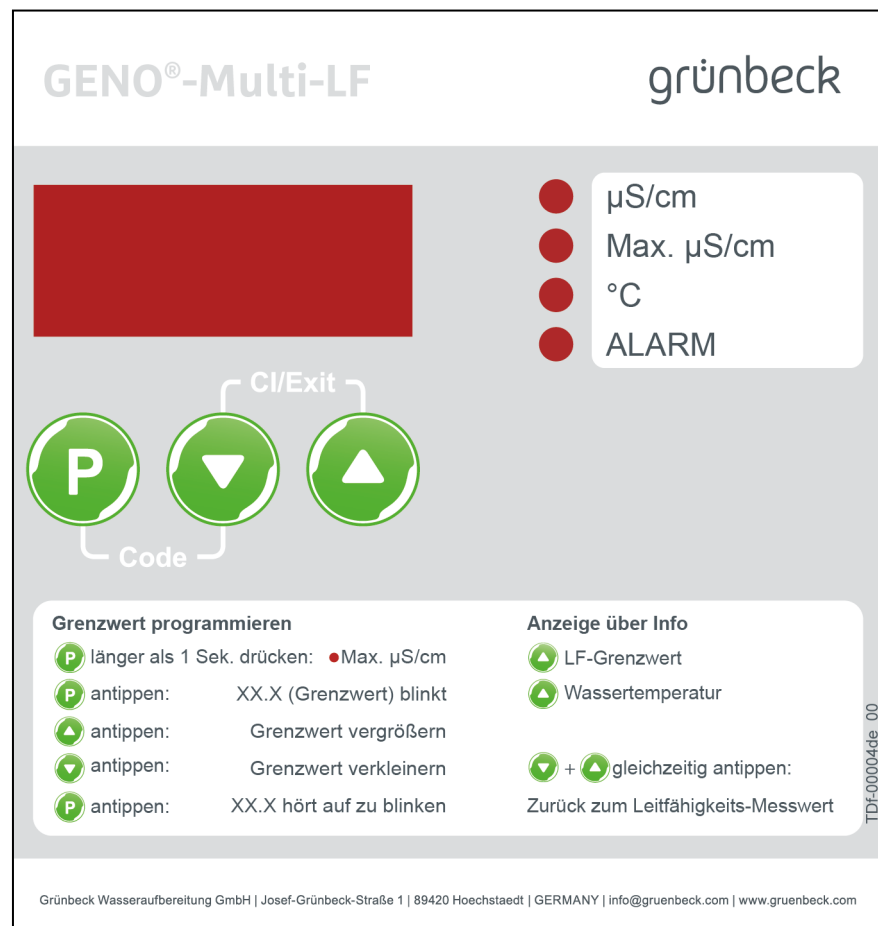 GENO®-Multi-LF
grünbeck
µS/cm
Max. µS/cm
°C
ALARM
Cl/Exit
P
Code
Grenzwert programmieren
P länger als 1 Sek. drücken: Max. µS/cm
P antippen: XX.X (Grenzwert) blinkt
antippen: Grenzwert vergrößern
antippen: Grenzwert verkleinern
P antippen: XX.X hört auf zu blinken
Anzeige über Info
LF-Grenzwert
Wassertemperatur
+ gleichzeitig antippen:
Zurück zum Leitfähigkeits-Messwert
TDf-00004de_00
Grünbeck Wasseraufbereitung GmbH | Josef-Grünbeck-Straße 1 | 89420 Hoechstaedt | GERMANY | info@gruenbeck.com | www.gruenbeck.com